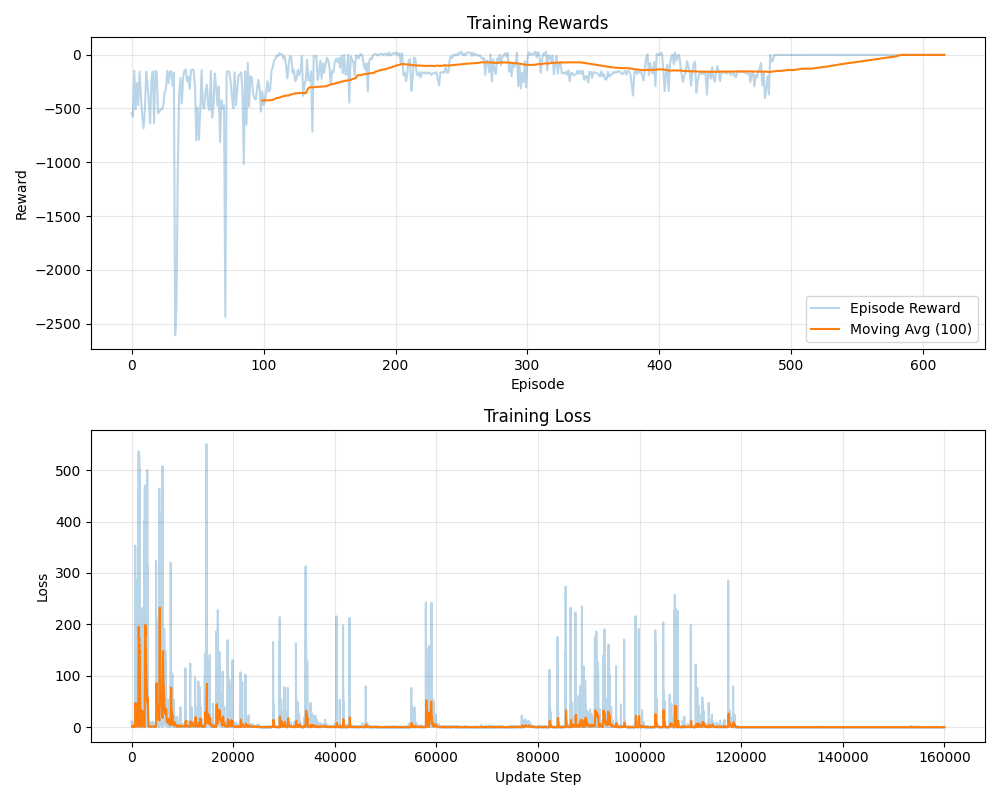 Training Rewards
0
−500
−1000
−1500
−2000
−2500
Reward
Episode Reward
Moving Avg (100)
0 100 200 300 400 500 600
Episode
Training Loss
500
400
300
200
100
0
Loss
0 20000 40000 60000 80000 100000 120000 140000 160000
Update Step